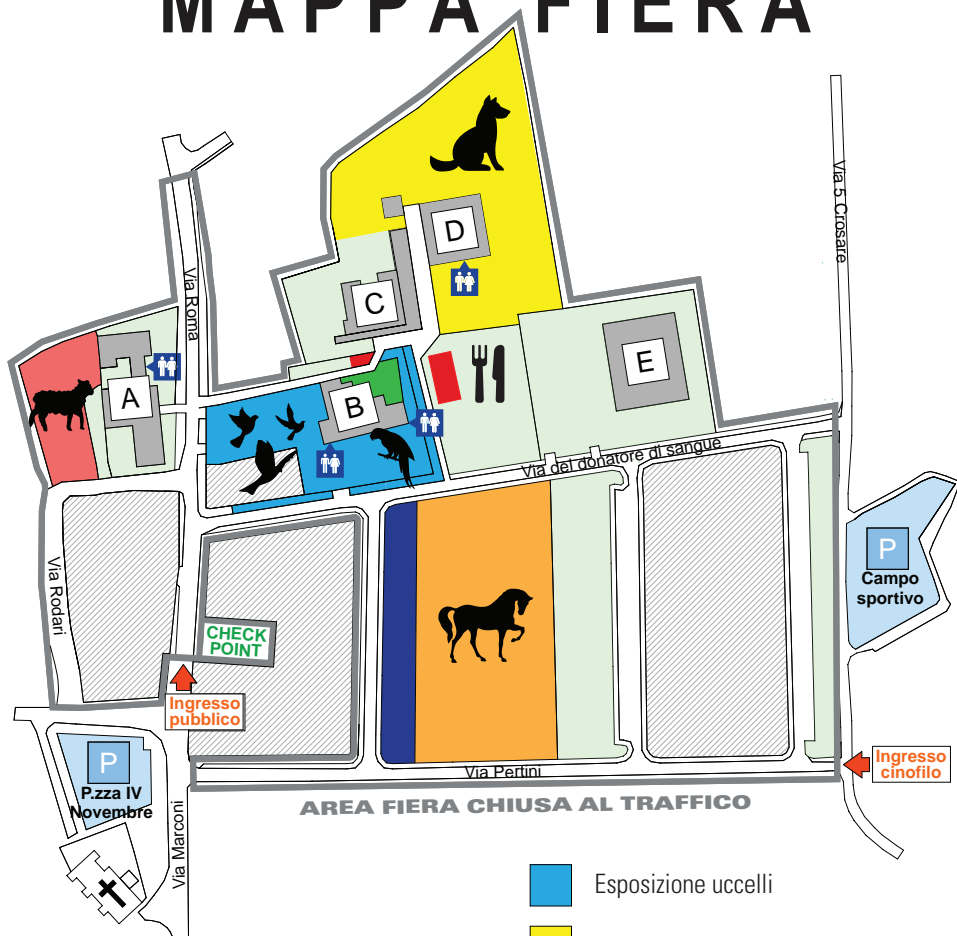 MAPPA FIERA
Via 5 Crosare
Via Roma
D
C
E
A
B
Via del donatore di sangue
P
Campo
sportivo
Via Rodari
CHECK
POINT
Ingresso
pubblico
P
P.zza IV
Novembre
Via Marconi
Via Pertini
Ingresso
cinofilo
AREA FIERA CHIUSA AL TRAFFICO
Esposizione uccelli